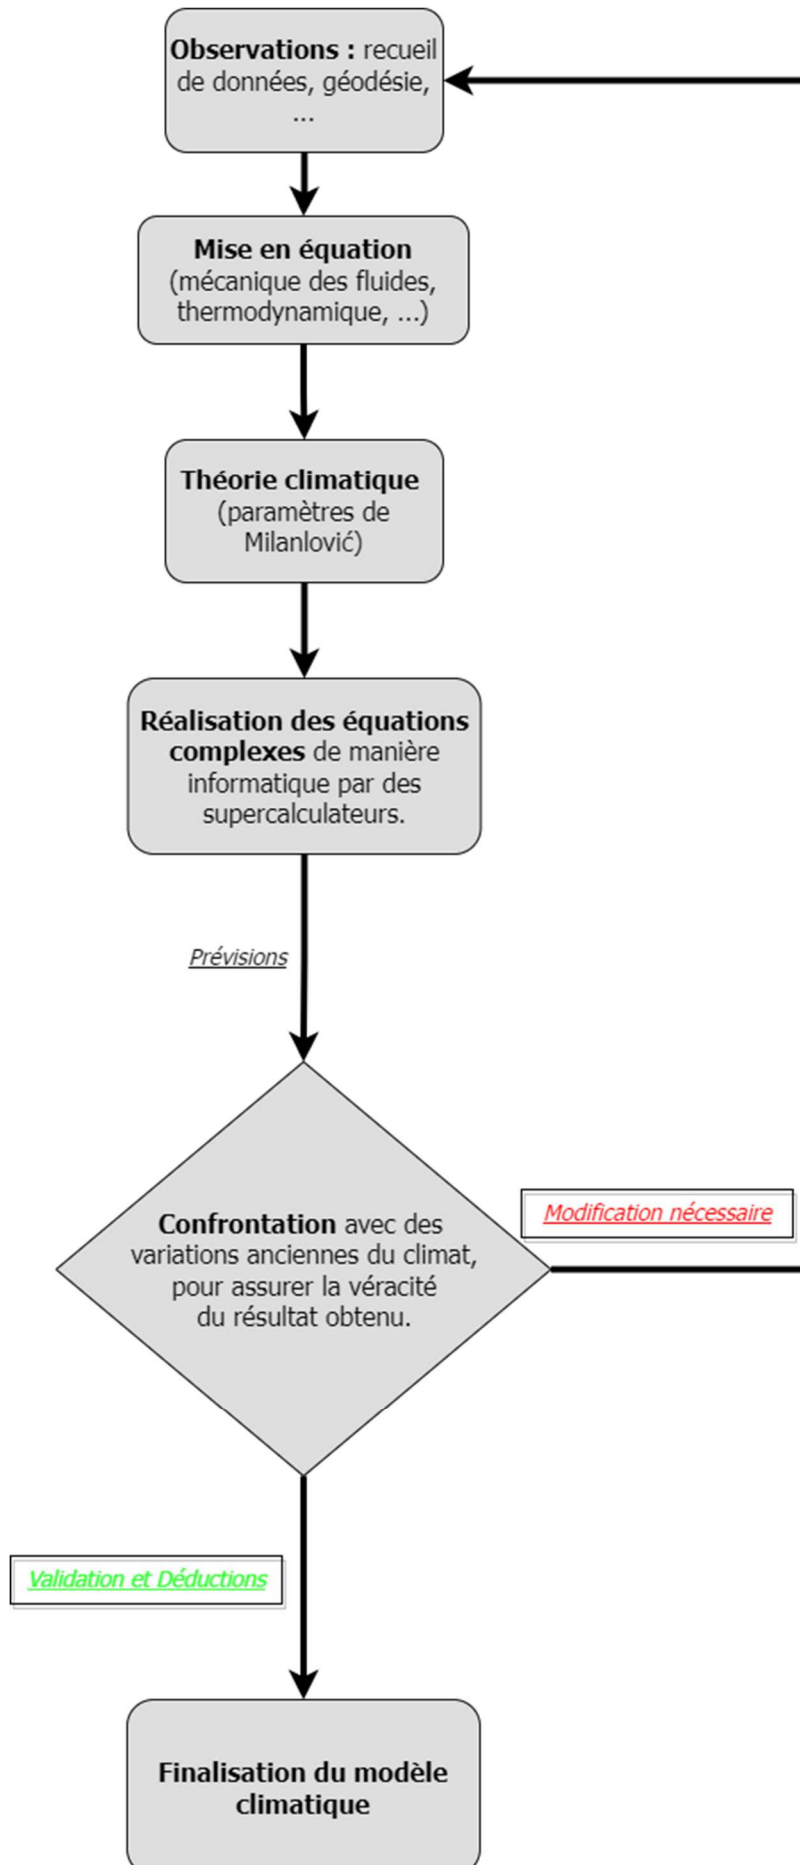 Observations : recueil
de données, géodésie,
...
Mise en équation
(mécanique des fluides,
thermodynamique, ...)
Théorie climatique
(paramètres de
Milanlović)
Réalisation des équations
complexes de manière
informatique par des
supercalculateurs.
Prévisions
Confrontation avec des
variations anciennes du climat,
pour assurer la véracité
du résultat obtenu.
Modification nécessaire
Validation et Déductions
Finalisation du modèle
climatique